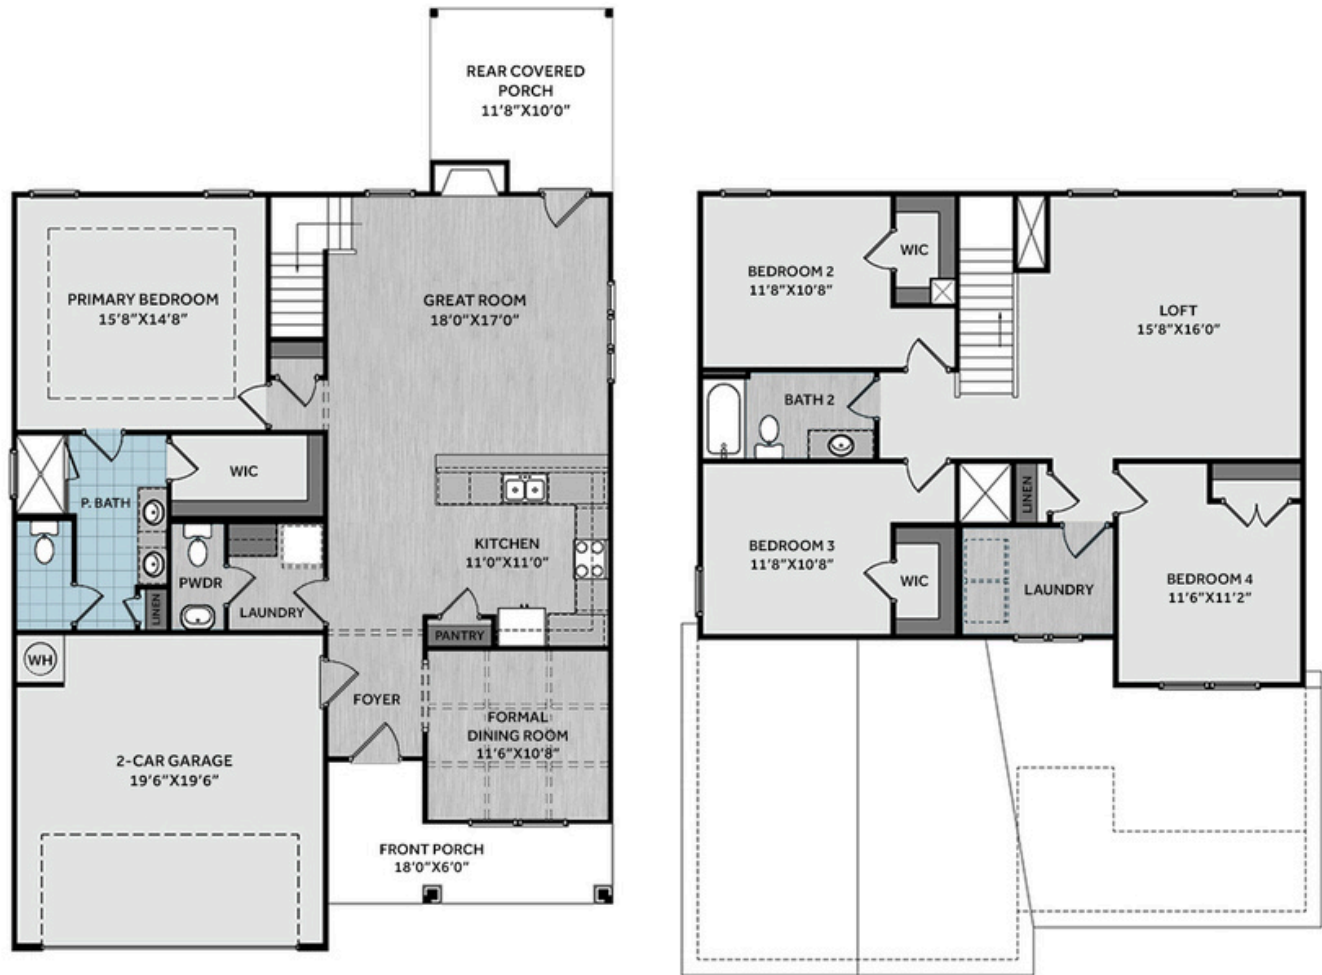 REAR COVERED
PORCH
11'8"X10'0"
PRIMARY BEDROOM
15'8"X14'8"
GREAT ROOM
18'0"X17'0"
WIC
P. BATH
KITCHEN
11'0"X11'0"
PWDR
LAUNDRY
LINEN
PANTRY
WH
FOYER
FORMAL
DINING ROOM
11'6"X10'8"
2-CAR GARAGE
19'6"X19'6"
FRONT PORCH
18'0"X6'0"
BEDROOM 2
11'8"X10'8"
WIC
LOFT
15'8"X16'0"
BATH 2
LINEN
BEDROOM 3
11'8"X10'8"
WIC
LAUNDRY
BEDROOM 4
11'6"X11'2"